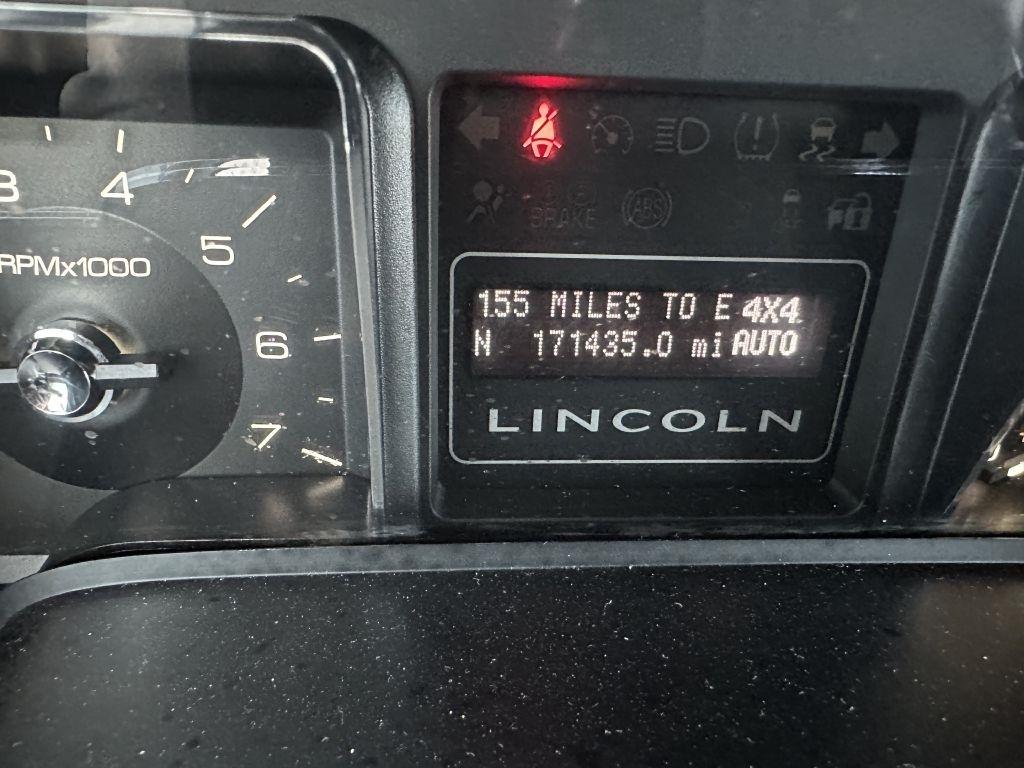 3
4
5
RPMx1000
6
7
BRAKE
ABS
155 MILES TO E 4X4
N 171435.0 mi AUTO
LINCOLN